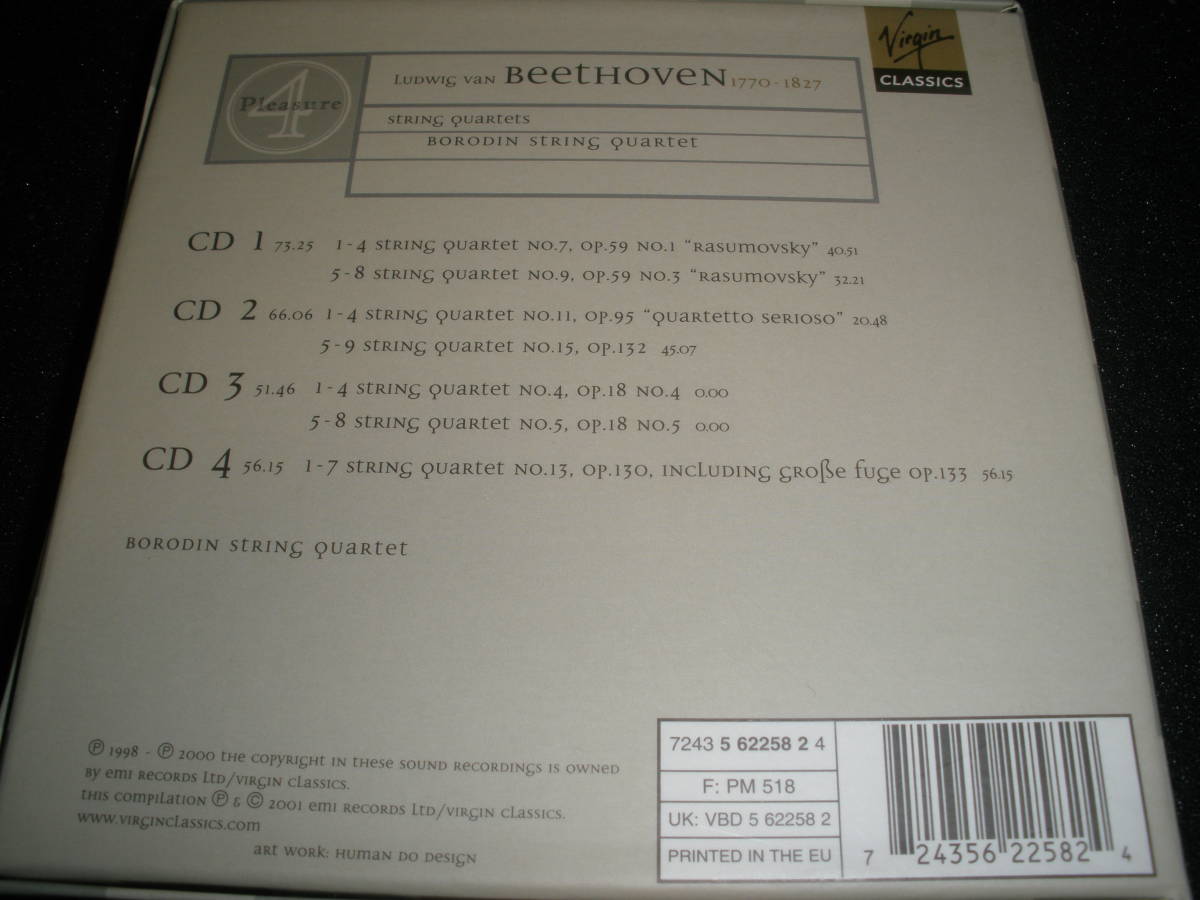 Virgin
CLASSICS
4 Pleasure
Ludwig van Beethoven 1770 - 1827
String Quartets
Borodin String Quartet
CD 1 73.25 1-4 String Quartet No.7, Op.59 No.1 "Rasumovsky" 40.51
5-8 String Quartet No.9, Op.59 No.3 "Rasumovsky" 32.21
CD 2 66.06 1-4 String Quartet No.11, Op.95 "Quartetto Serioso" 20.48
5-9 String Quartet No.15, Op.132 45.07
CD 3 51.46 1-4 String Quartet No.4, Op.18 No.4 0.00
5-8 String Quartet No.5, Op.18 No.5 0.00
CD 4 56.15 1-7 String Quartet No.13, Op.130, including Große Fuge Op.133 56.15
Borodin String Quartet
℗ 1998 - ℗ 2000 The copyright in these sound recordings is owned
by EMI Records Ltd/Virgin Classics.
This compilation ℗ & © 2001 EMI Records Ltd/Virgin Classics.
www.virginclassics.com
Art work: Human Do Design
7243 5 62258 2 4
F: PM 518
UK: VBD 5 62258 2
PRINTED IN THE EU
7 24356 22582 4